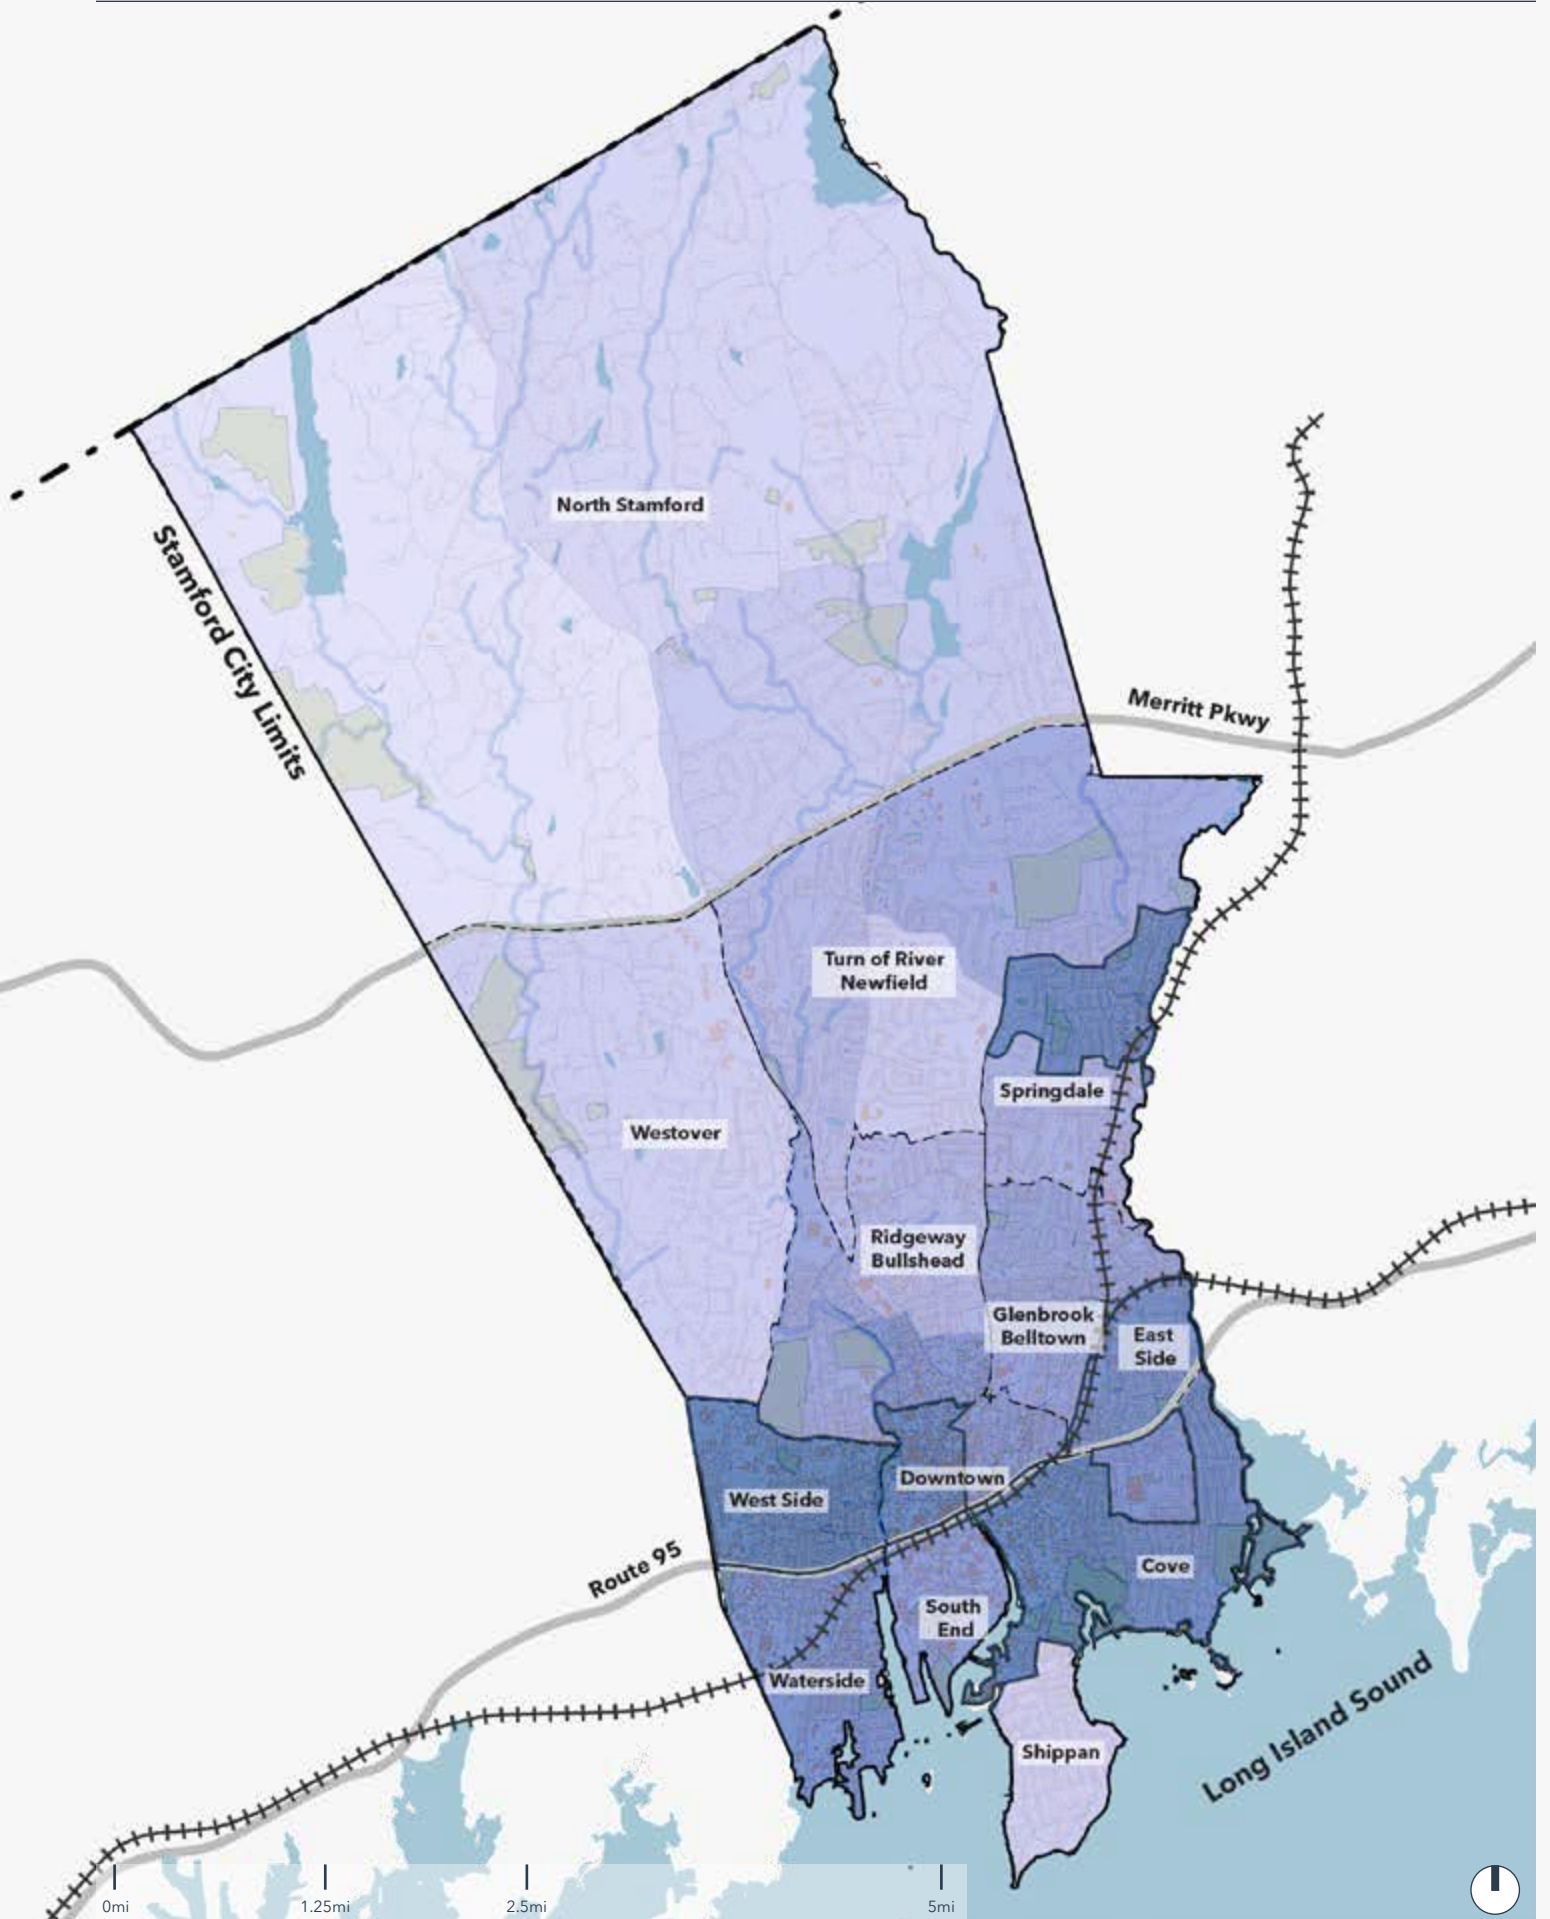 North Stamford
Stamford City Limits
Merritt Pkwy
Turn of River
Newfield
Springdale
Westover
Ridgeway
Bullshead
Glenbrook
Belltown
East
Side
Downtown
West Side
Route 95
Cove
South
End
Waterside
Shippan
Long Island Sound
0mi
1.25mi
2.5mi
5mi